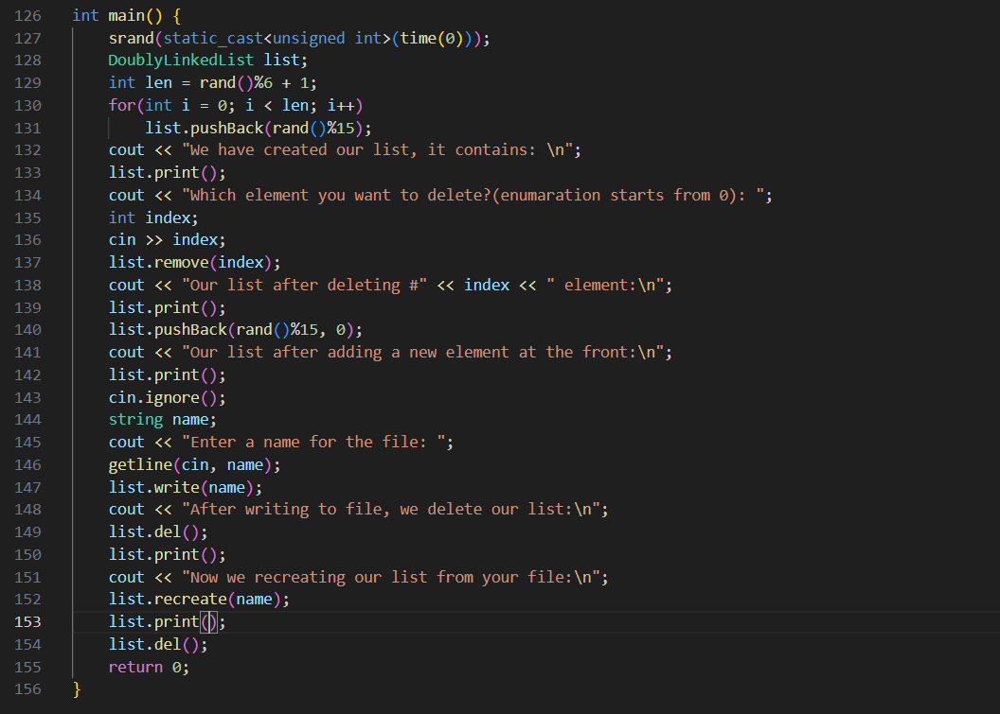 126 int main() {
127 srand(static_cast<unsigned int>(time(0)));
128 DoublyLinkedList list;
129 int len = rand()%6 + 1;
130 for(int i = 0; i < len; i++)
131 list.pushBack(rand()%15);
132 cout << "We have created our list, it contains: \n";
133 list.print();
134 cout << "Which element you want to delete?(enumaration starts from 0): ";
135 int index;
136 cin >> index;
137 list.remove(index);
138 cout << "Our list after deleting #" << index << " element:\n";
139 list.print();
140 list.pushBack(rand()%15, 0);
141 cout << "Our list after adding a new element at the front:\n";
142 list.print();
143 cin.ignore();
144 string name;
145 cout << "Enter a name for the file: ";
146 getline(cin, name);
147 list.write(name);
148 cout << "After writing to file, we delete our list:\n";
149 list.del();
150 list.print();
151 cout << "Now we recreating our list from your file:\n";
152 list.recreate(name);
153 list.print();
154 list.del();
155 return 0;
156 }